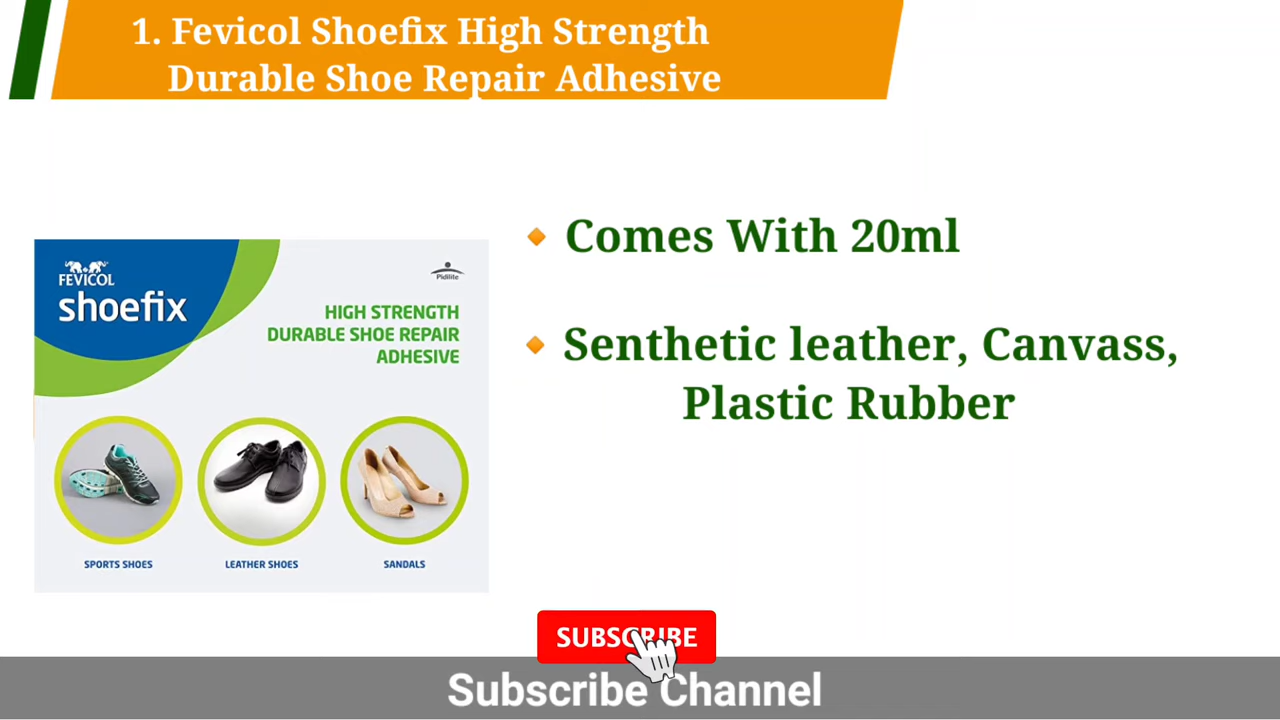 1. Fevicol Shoefix High Strength
Durable Shoe Repair Adhesive
FEVICOL
shoefix
Pidilite
HIGH STRENGTH
DURABLE SHOE REPAIR
ADHESIVE
SPORTS SHOES
LEATHER SHOES
SANDALS
Comes With 20ml
Senthetic leather, Canvass,
Plastic Rubber
SUBSCRIBE
Subscribe Channel